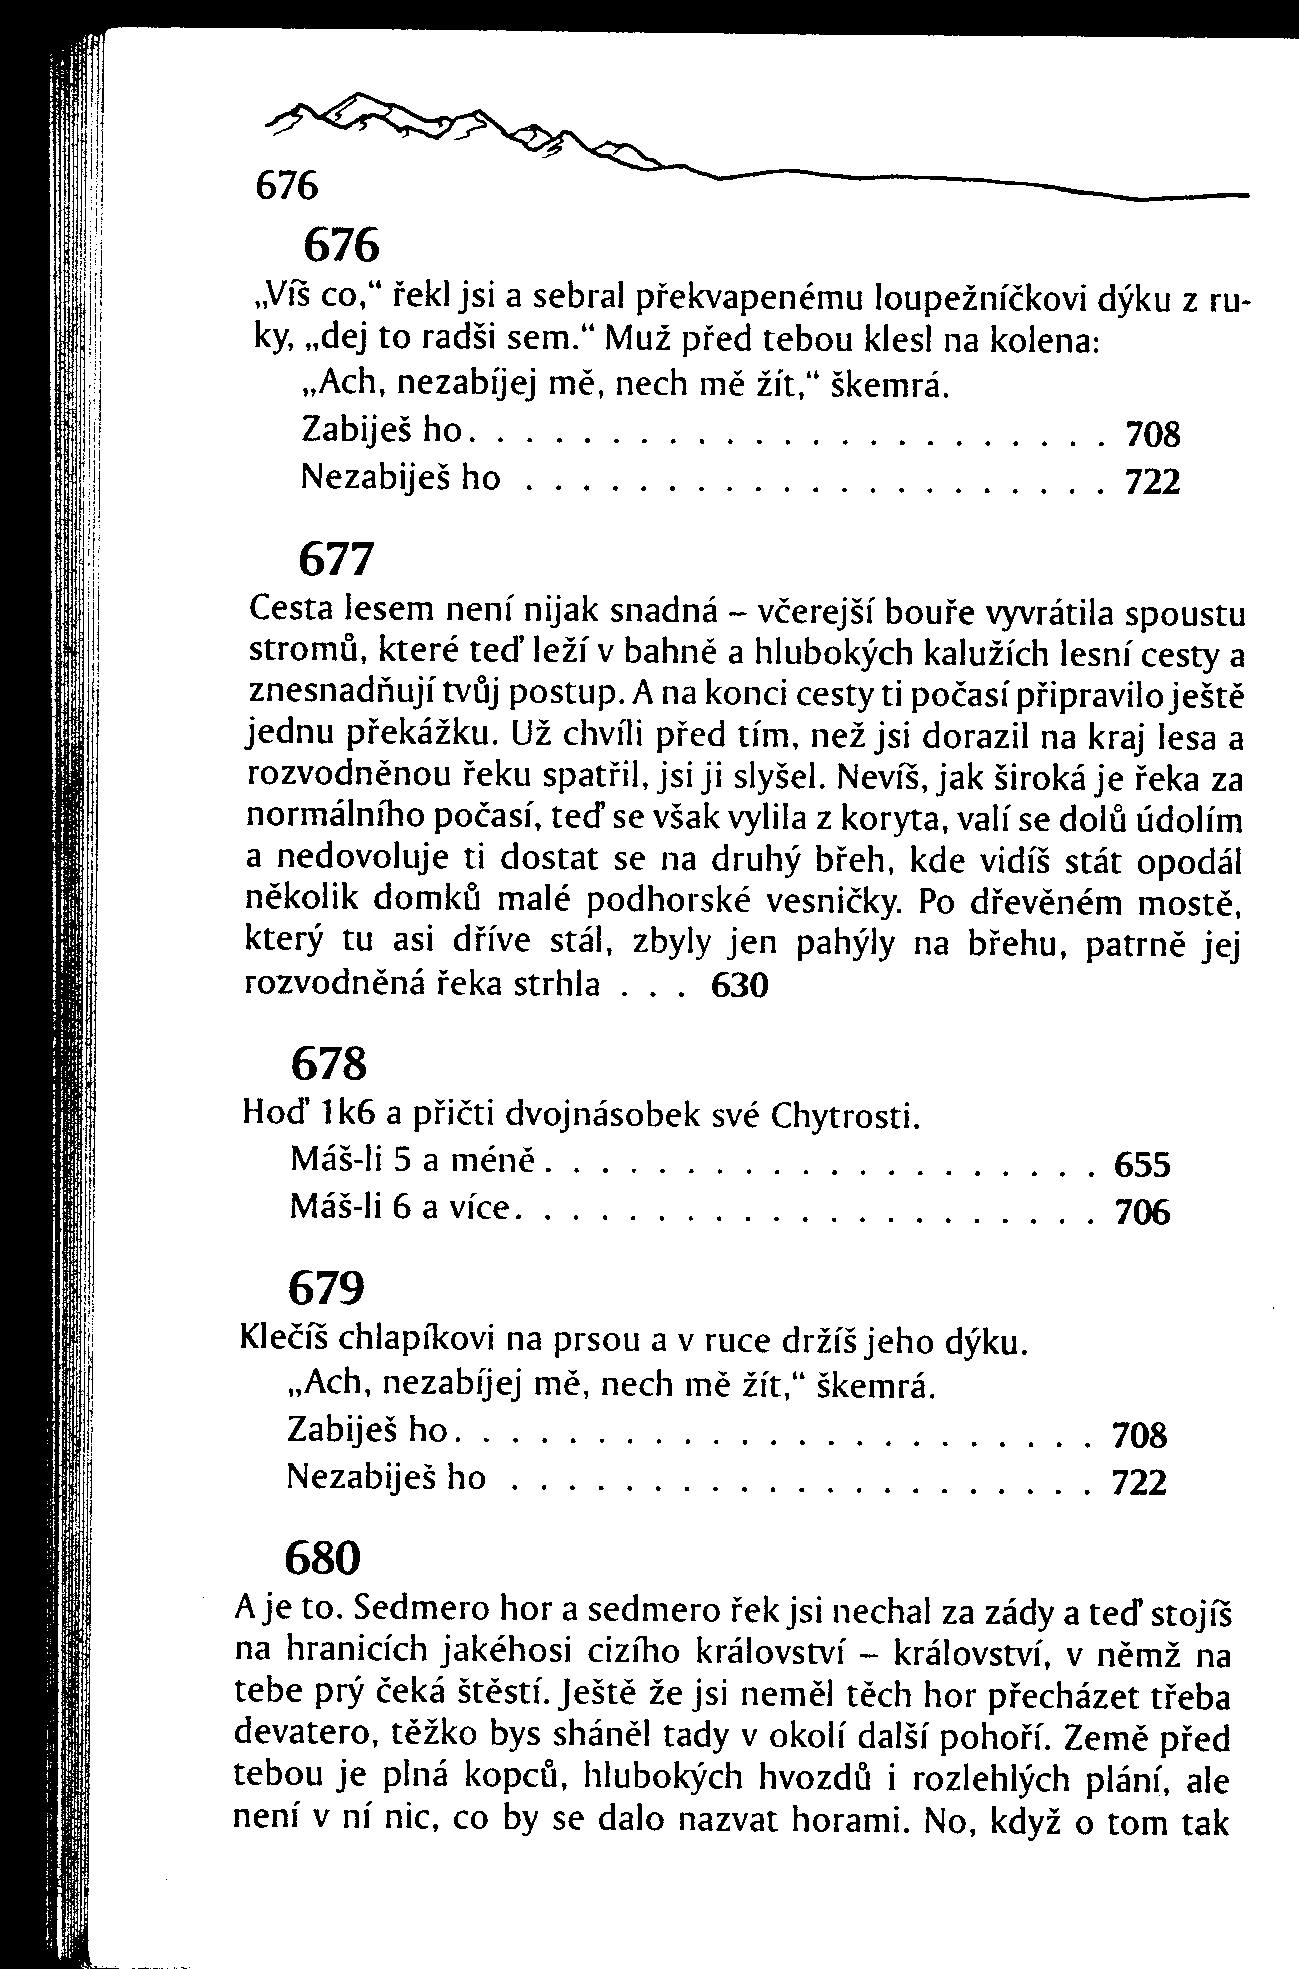 676
676
„Víš co,“ řekl jsi a sebral překvapenému loupežníčkovi dýku z ru-
ky, „dej to radši sem.“ Muž před tebou klesl na kolena:
„Ach, nezabíjej mě, nech mě žít,“ škemrá.
Zabiješ ho. . . . . . . . . . . . . . . . . . . . . . . 708
Nezabiješ ho . . . . . . . . . . . . . . . . . . . . . 722
677
Cesta lesem není nijak snadná – včerejší bouře vyvrátila spoustu
stromů, které teď leží v bahně a hlubokých kalužích lesní cesty a
znesnadňují tvůj postup. A na konci cesty ti počasí připravilo ještě
jednu překážku. Už chvíli před tím, než jsi dorazil na kraj lesa a
rozvodněnou řeku spatřil, jsi ji slyšel. Nevíš, jak široká je řeka za
normálního počasí, teď se však vylila z koryta, valí se dolů údolím
a nedovoluje ti dostat se na druhý břeh, kde vidíš stát opodál
několik domků malé podhorské vesničky. Po dřevěném mostě,
který tu asi dříve stál, zbyly jen pahýly na břehu, patrně jej
rozvodněná řeka strhla . . . 630
678
Hoď 1k6 a přičti dvojnásobek své Chytrosti.
Máš-li 5 a méně. . . . . . . . . . . . . . . . . . . . 655
Máš-li 6 a více. . . . . . . . . . . . . . . . . . . . . 706
679
Klečíš chlapíkovi na prsou a v ruce držíš jeho dýku.
„Ach, nezabíjej mě, nech mě žít,“ škemrá.
Zabiješ ho. . . . . . . . . . . . . . . . . . . . . . . 708
Nezabiješ ho . . . . . . . . . . . . . . . . . . . . . 722
680
A je to. Sedmero hor a sedmero řek jsi nechal za zády a teď stojíš
na hranicích jakéhosi cizího království – království, v němž na
tebe prý čeká štěstí. Ještě že jsi neměl těch hor přecházet třeba
devatero, těžko bys sháněl tady v okolí další pohoří. Země před
tebou je plná kopců, hlubokých hvozdů i rozlehlých plání, ale
není v ní nic, co by se dalo nazvat horami. No, když o tom tak